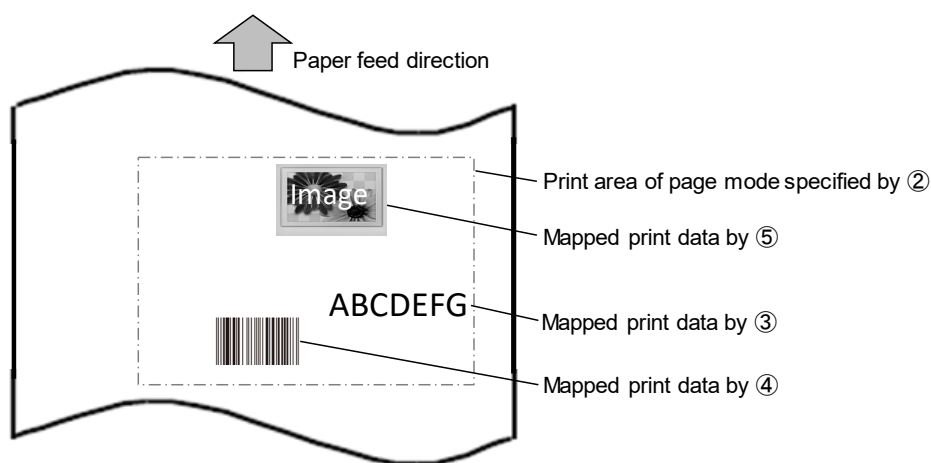 Paper feed direction
Print area of page mode specified by ②
Image
Mapped print data by ⑤
ABCDEFG
Mapped print data by ③
Mapped print data by ④